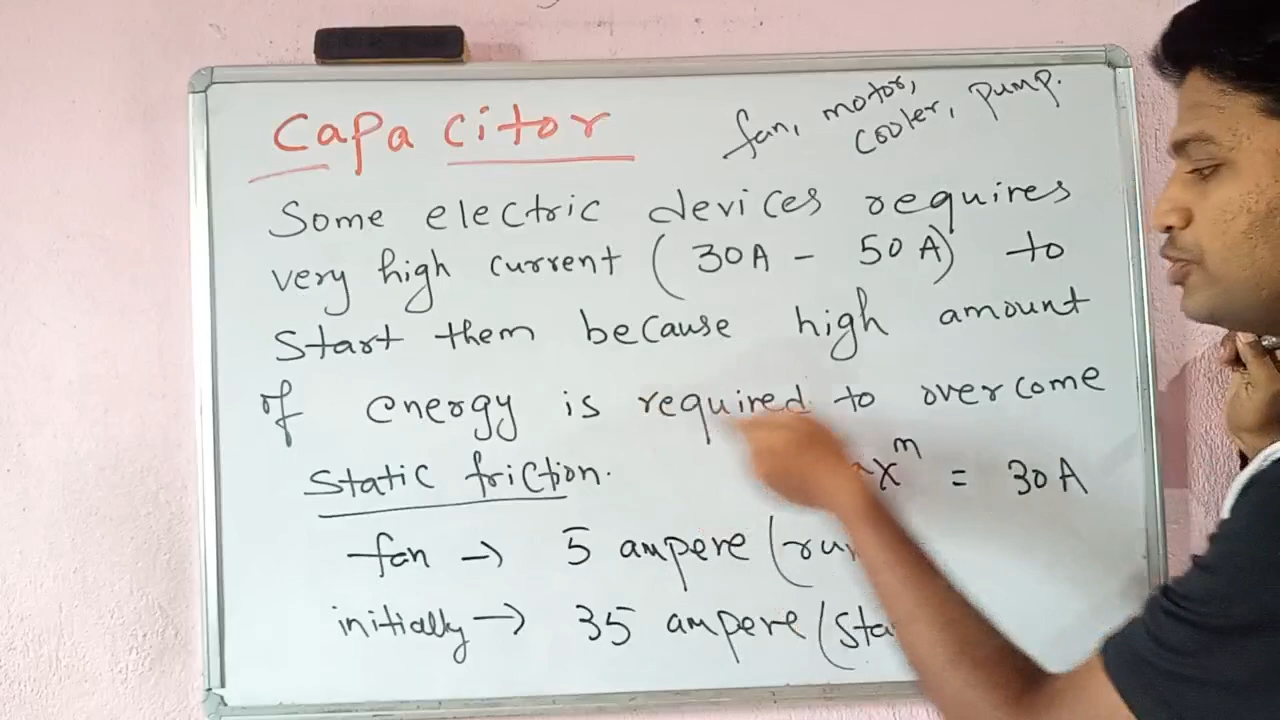 Capacitor
fan, motor,
cooler, pump.
Some electric devices requires
very high current (30A - 50A) to
start them because high amount
of energy is required to overcome
static friction.
= 30A
fan → 5 ampere
initially → 35 ampere